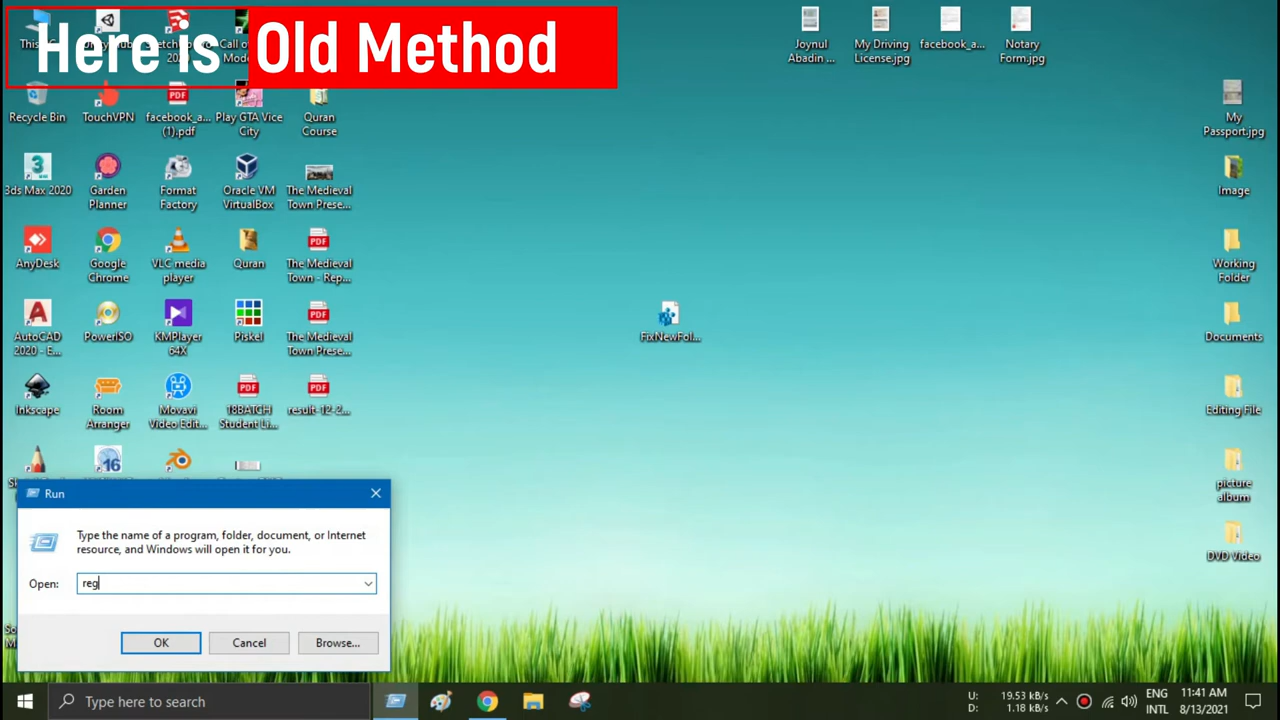 Here is Old Method
Recycle Bin
TouchVPN
facebook_a...
(1).pdf
Play GTA Vice
City
Quran
Course
3ds Max 2020
Garden
Planner
Format
Factory
Oracle VM
VirtualBox
The Medieval
Town Prese...
AnyDesk
Google
Chrome
VLC media
player
Quran
The Medieval
Town - Rep...
AutoCAD
2020 - E...
PowerISO
KMPlayer
64X
Piskel
The Medieval
Town Prese...
Inkscape
Room
Arranger
Movavi
Video Edit...
18BATCH
Student Li...
result-12-2...
Joynul
Abadin ...
My Driving
License.jpg
facebook_a...
Notary
Form.jpg
My
Passport.jpg
Image
Working
Folder
Documents
Editing File
picture
album
DVD Video
FixNewFol...
Run
Type the name of a program, folder, document, or Internet
resource, and Windows will open it for you.
Open: reg
OK Cancel Browse...
Type here to search
U: 19.53 kB/s
D: 1.18 kB/s
ENG
INTL
11:41 AM
8/13/2021